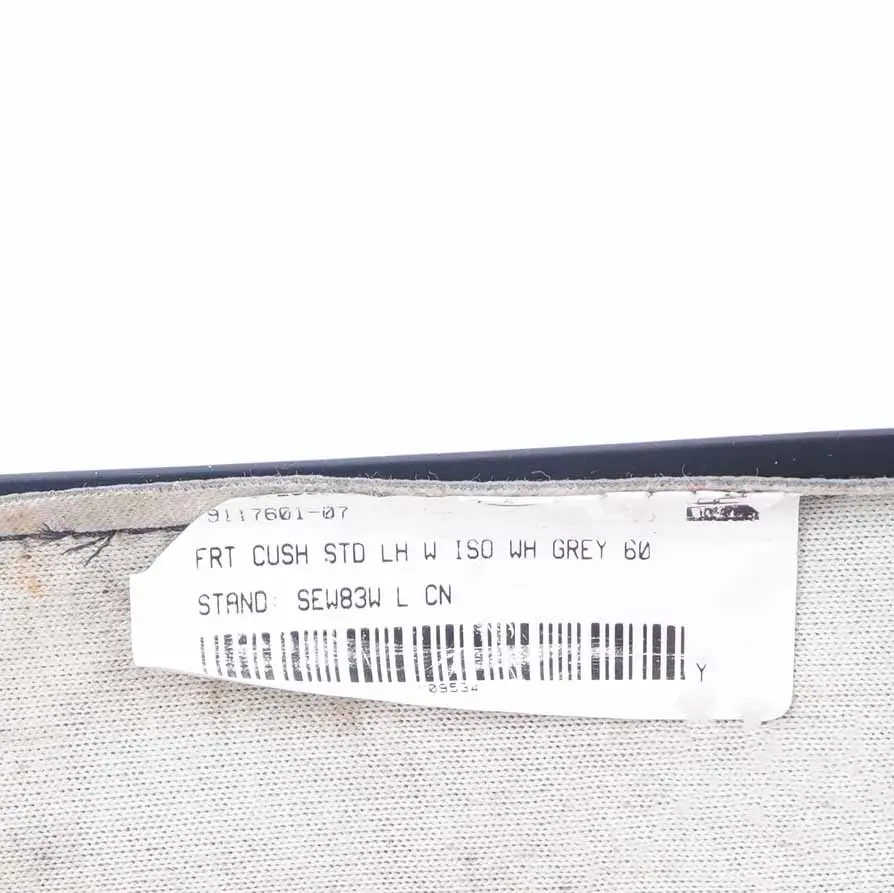 9117601-07
FRT CUSH STD LH W ISO WH GREY 60
STAND: SEW83W L CN
Y
09534